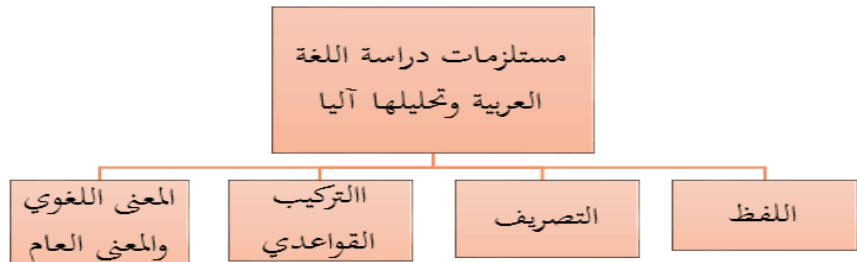 مستلزمات دراسة اللغة
العربية وتحليلها آليا
اللفظ
التصريف
االتركيب
القواعدي
المعنى اللغوي
والمعنى العام